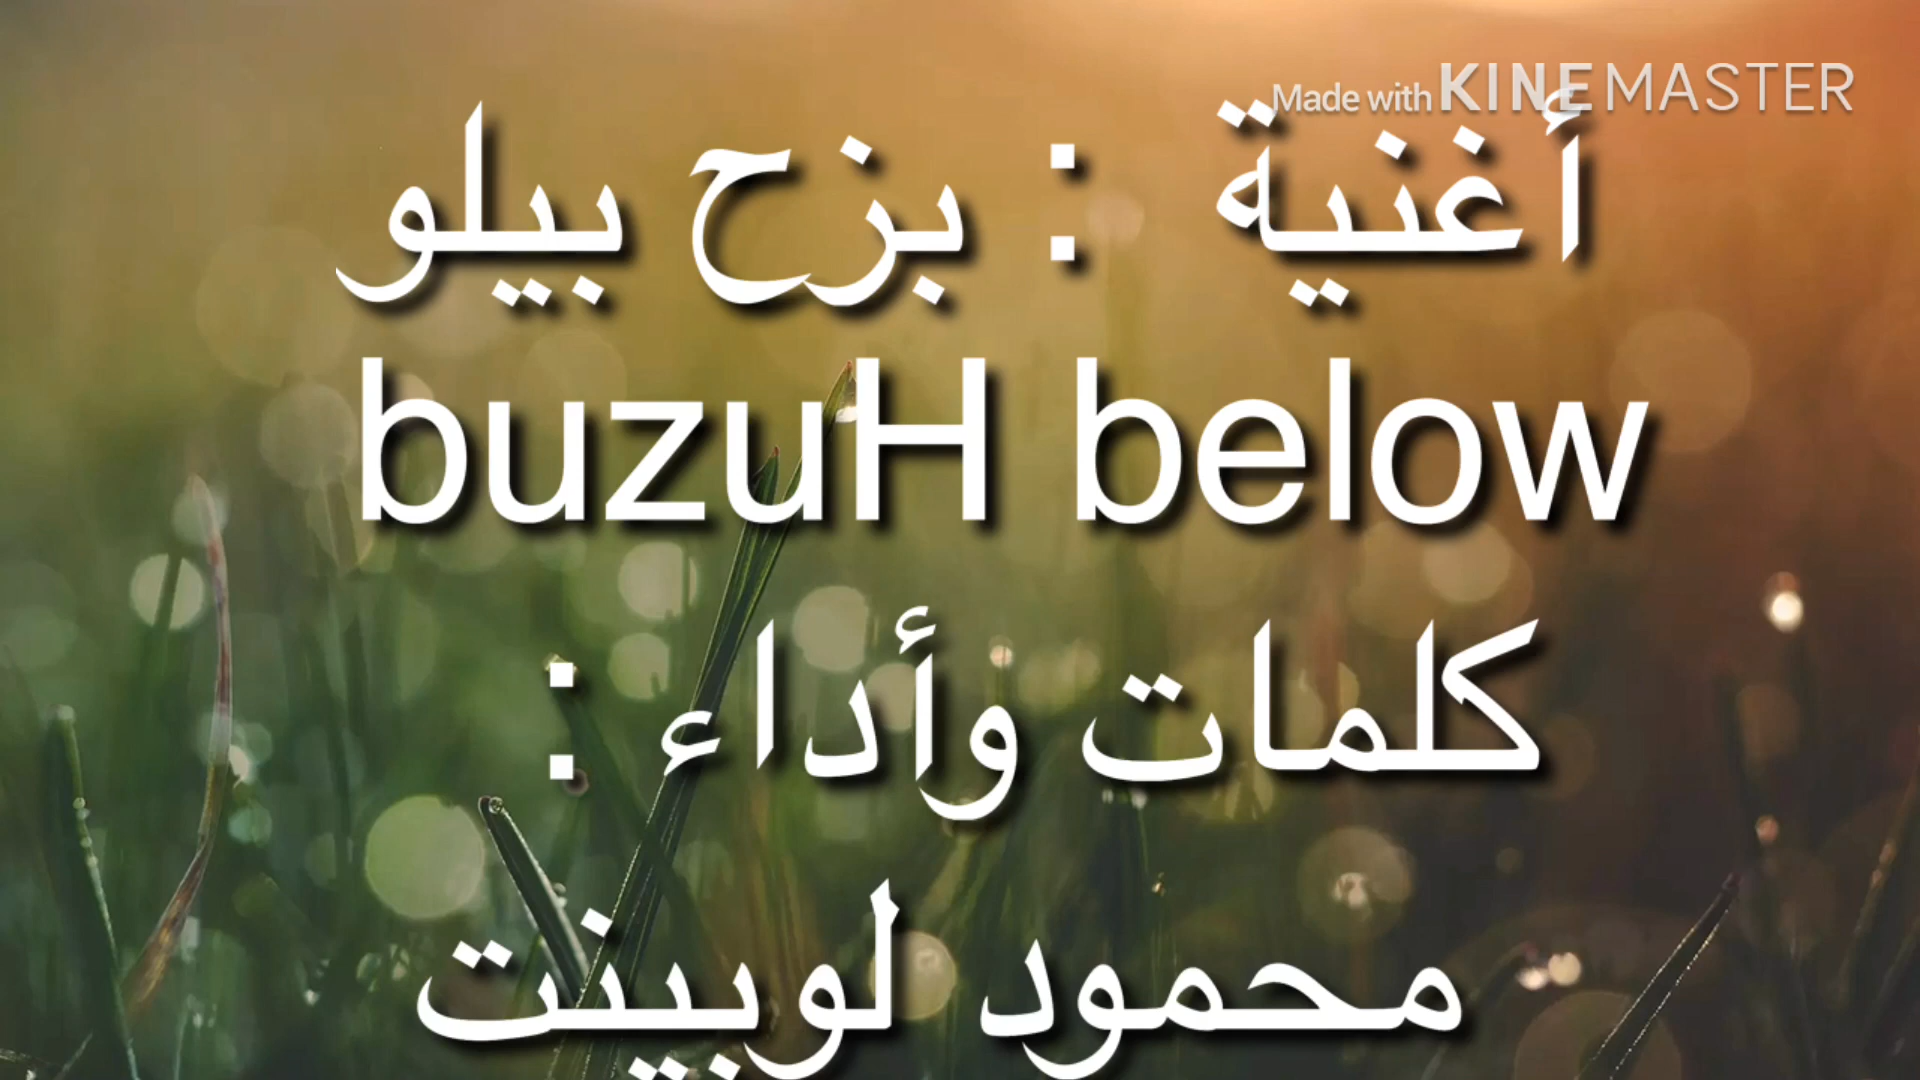 Made with KINEMASTER
أغنية : بزح بيلو
buzuH below
كلمات وأداء :
محمود لوبينت